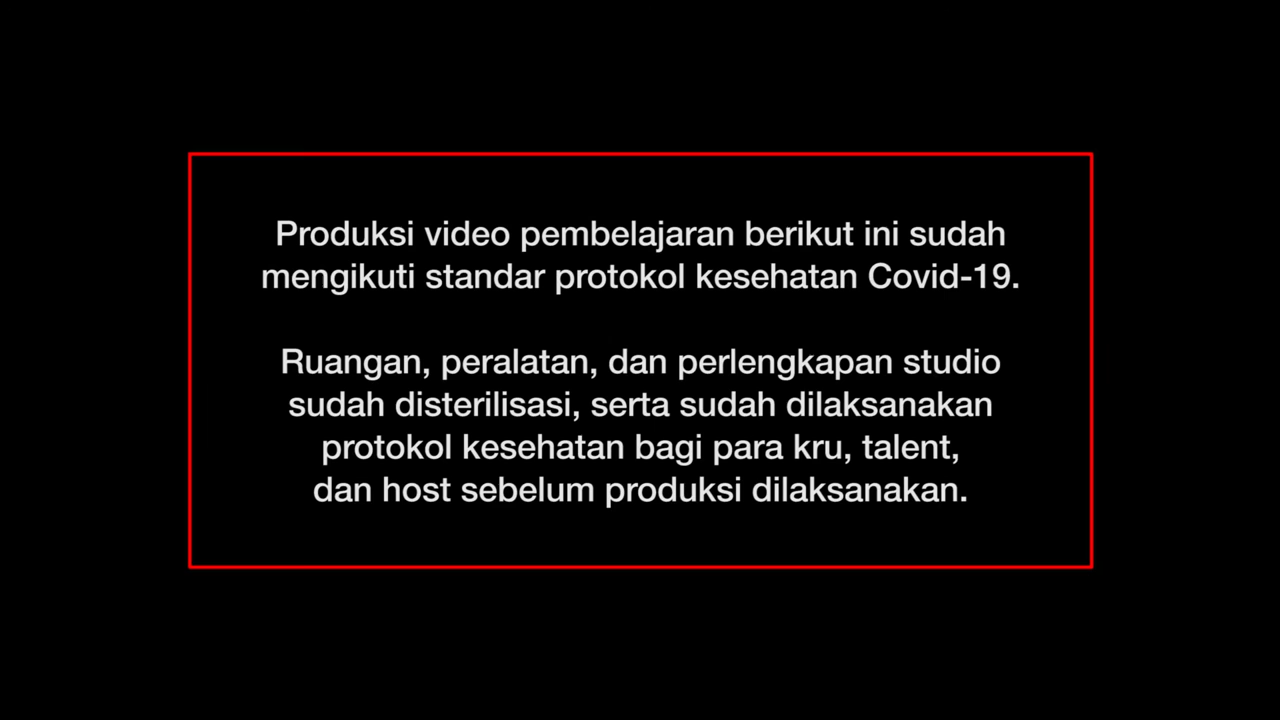 Produksi video pembelajaran berikut ini sudah
mengikuti standar protokol kesehatan Covid-19.
Ruangan, peralatan, dan perlengkapan studio
sudah disterilisasi, serta sudah dilaksanakan
protokol kesehatan bagi para kru, talent,
dan host sebelum produksi dilaksanakan.